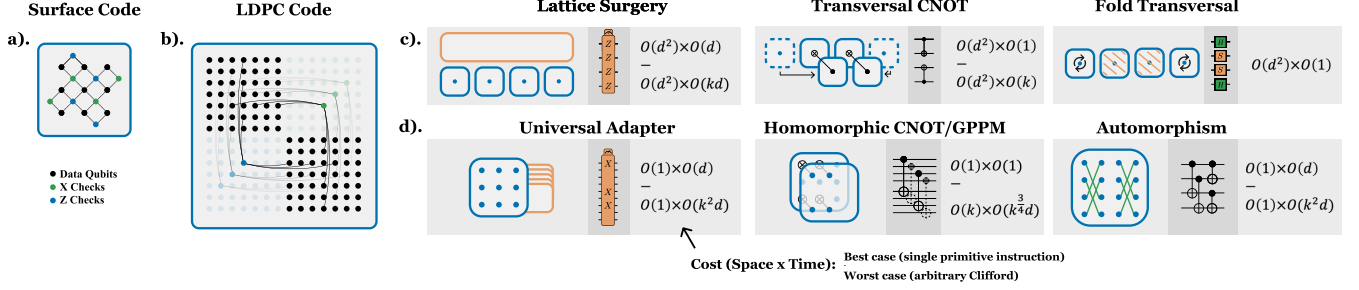 Surface Code
LDPC Code
Lattice Surgery
Transversal CNOT
Fold Transversal
a).
b).
c).
Z
Z
Z
Z
O(d²)×O(d)
–
O(d²)×O(kd)
O(d²)×O(1)
–
O(d²)×O(k)
H
S
S
H
O(d²)×O(1)
Data Qubits
X Checks
Z Checks
d).
Universal Adapter
Homomorphic CNOT/GPPM
Automorphism
X
X
X
O(1)×O(d)
–
O(1)×O(k²d)
O(1)×O(1)
–
O(k)×O(k^{3/4}d)
O(1)×O(d)
–
O(1)×O(k²d)
Cost (Space x Time):
Best case (single primitive instruction)
Worst case (arbitrary Clifford)